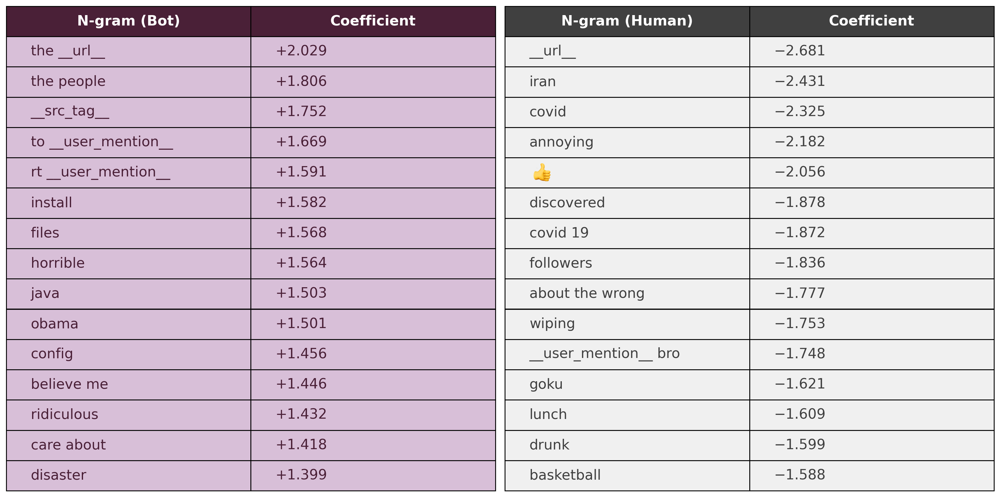 N-gram (Bot) Coefficient
the __url__ +2.029
the people +1.806
__src_tag__ +1.752
to __user_mention__ +1.669
rt __user_mention__ +1.591
install +1.582
files +1.568
horrible +1.564
java +1.503
obama +1.501
config +1.456
believe me +1.446
ridiculous +1.432
care about +1.418
disaster +1.399
N-gram (Human) Coefficient
__url__ −2.681
iran −2.431
covid −2.325
annoying −2.182
👍 −2.056
discovered −1.878
covid 19 −1.872
followers −1.836
about the wrong −1.777
wiping −1.753
__user_mention__ bro −1.748
goku −1.621
lunch −1.609
drunk −1.599
basketball −1.588